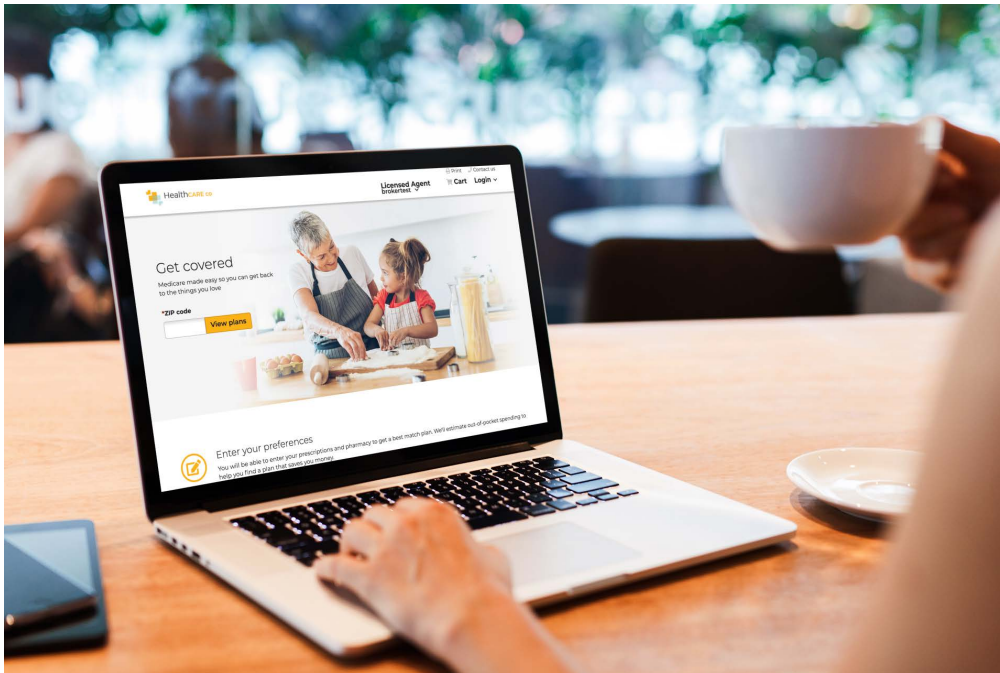 Print Contact us
HealthCARE co
Licensed Agent
brokertest
Cart Login
Get covered
Medicare made easy so you can get back
to the things you love
*ZIP code
View plans
Enter your preferences
You will be able to enter your prescriptions and pharmacy to get a best match plan. We'll estimate out-of-pocket spending to
help you find a plan that saves you money.